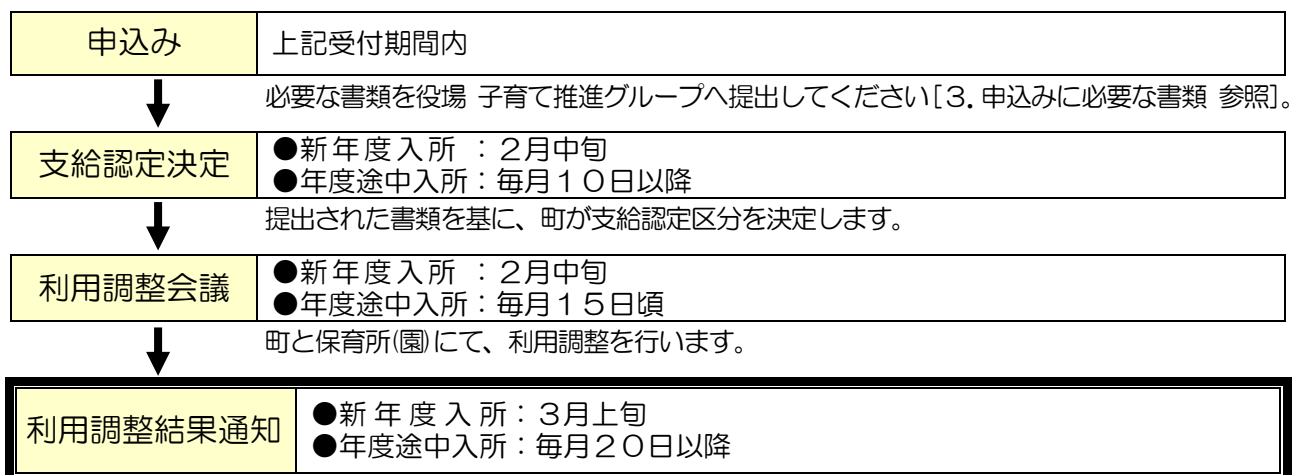 申込み 上記受付期間内
必要な書類を役場 子育て推進グループへ提出してください[3.申込みに必要な書類 参照]。
支給認定決定
●新年度入所 :2月中旬
●年度途中入所:毎月10日以降
提出された書類を基に、町が支給認定区分を決定します。
利用調整会議
●新年度入所 :2月中旬
●年度途中入所:毎月15日頃
町と保育所(園)にて、利用調整を行います。
利用調整結果通知
●新年度入所:3月上旬
●年度途中入所:毎月20日以降